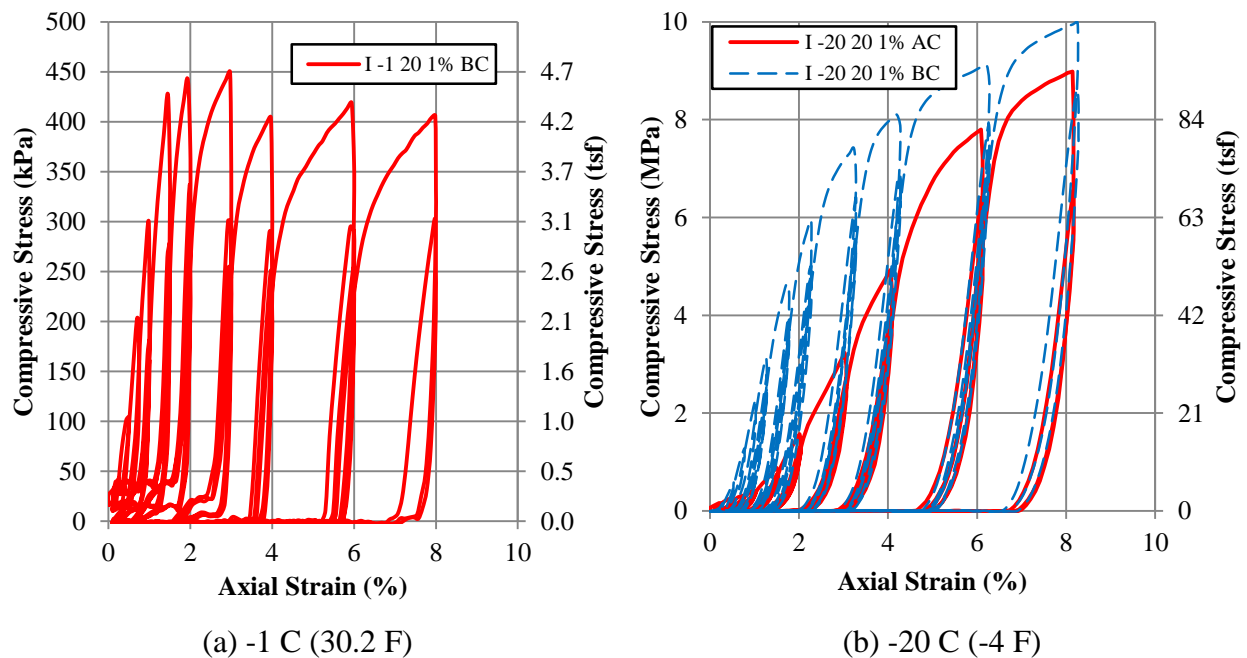 Compressive Stress (kPa)
500
450
400
350
300
250
200
150
100
50
0
I -1 20 1% BC
4.7
4.2
3.7
3.1
2.6
2.1
1.6
1.0
0.5
0.0
Compressive Stress (tsf)
0 2 4 6 8 10
Axial Strain (%)
(a) -1 C (30.2 F)
Compressive Stress (MPa)
10
8
6
4
2
0
I -20 20 1% AC
I -20 20 1% BC
84
63
42
21
0
Compressive Stress (tsf)
0 2 4 6 8 10
Axial Strain (%)
(b) -20 C (-4 F)